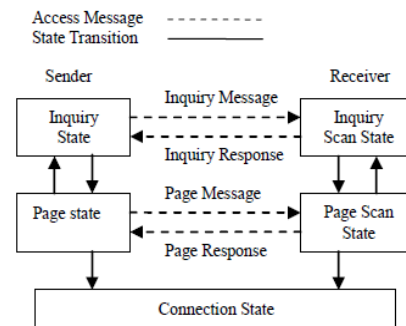 Access Message
State Transition
Sender
Receiver
Inquiry Message
Inquiry
State
Inquiry
Scan State
Inquiry Response
Page Message
Page state
Page Scan
State
Page Response
Connection State